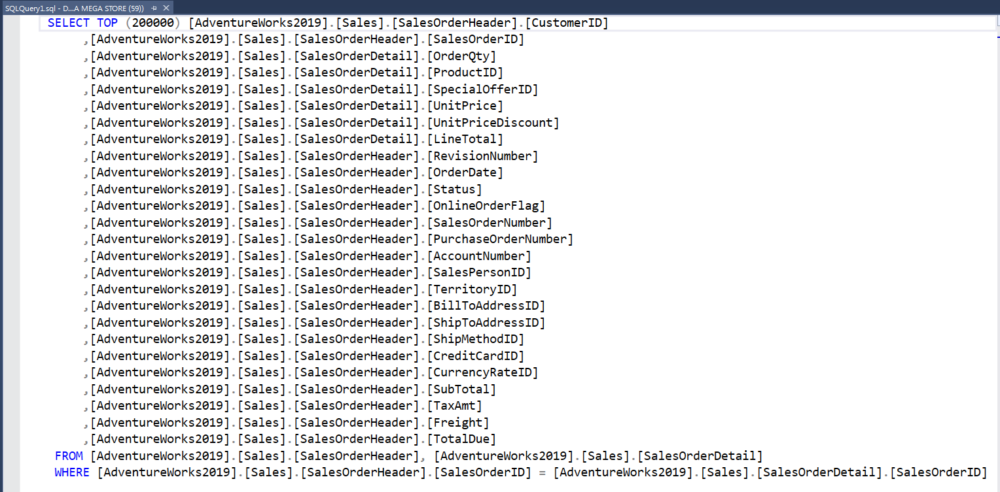 SQLQuery1.sql - D...A MEGA STORE (59))
SELECT TOP (200000) [AdventureWorks2019].[Sales].[SalesOrderHeader].[CustomerID]
,[AdventureWorks2019].[Sales].[SalesOrderHeader].[SalesOrderID]
,[AdventureWorks2019].[Sales].[SalesOrderDetail].[OrderQty]
,[AdventureWorks2019].[Sales].[SalesOrderDetail].[ProductID]
,[AdventureWorks2019].[Sales].[SalesOrderDetail].[SpecialOfferID]
,[AdventureWorks2019].[Sales].[SalesOrderDetail].[UnitPrice]
,[AdventureWorks2019].[Sales].[SalesOrderDetail].[UnitPriceDiscount]
,[AdventureWorks2019].[Sales].[SalesOrderDetail].[LineTotal]
,[AdventureWorks2019].[Sales].[SalesOrderHeader].[RevisionNumber]
,[AdventureWorks2019].[Sales].[SalesOrderHeader].[OrderDate]
,[AdventureWorks2019].[Sales].[SalesOrderHeader].[Status]
,[AdventureWorks2019].[Sales].[SalesOrderHeader].[OnlineOrderFlag]
,[AdventureWorks2019].[Sales].[SalesOrderHeader].[SalesOrderNumber]
,[AdventureWorks2019].[Sales].[SalesOrderHeader].[PurchaseOrderNumber]
,[AdventureWorks2019].[Sales].[SalesOrderHeader].[AccountNumber]
,[AdventureWorks2019].[Sales].[SalesOrderHeader].[SalesPersonID]
,[AdventureWorks2019].[Sales].[SalesOrderHeader].[TerritoryID]
,[AdventureWorks2019].[Sales].[SalesOrderHeader].[BillToAddressID]
,[AdventureWorks2019].[Sales].[SalesOrderHeader].[ShipToAddressID]
,[AdventureWorks2019].[Sales].[SalesOrderHeader].[ShipMethodID]
,[AdventureWorks2019].[Sales].[SalesOrderHeader].[CreditCardID]
,[AdventureWorks2019].[Sales].[SalesOrderHeader].[CurrencyRateID]
,[AdventureWorks2019].[Sales].[SalesOrderHeader].[SubTotal]
,[AdventureWorks2019].[Sales].[SalesOrderHeader].[TaxAmt]
,[AdventureWorks2019].[Sales].[SalesOrderHeader].[Freight]
,[AdventureWorks2019].[Sales].[SalesOrderHeader].[TotalDue]
FROM [AdventureWorks2019].[Sales].[SalesOrderHeader], [AdventureWorks2019].[Sales].[SalesOrderDetail]
WHERE [AdventureWorks2019].[Sales].[SalesOrderHeader].[SalesOrderID] = [AdventureWorks2019].[Sales].[SalesOrderDetail].[SalesOrderID]